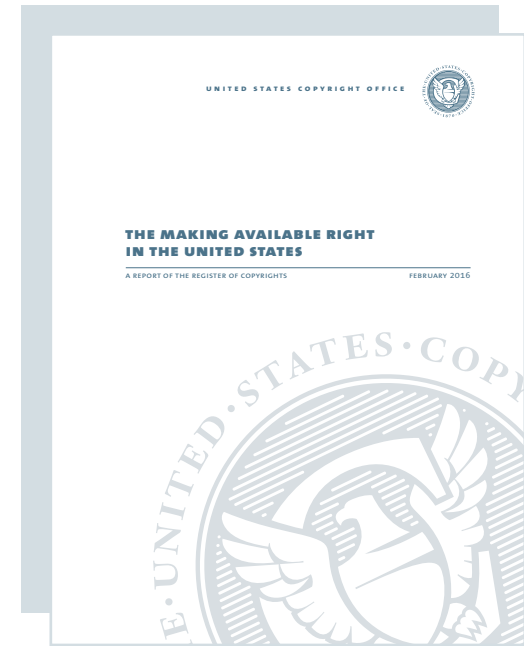 UNITED STATES COPYRIGHT OFFICE
THE MAKING AVAILABLE RIGHT
IN THE UNITED STATES
A REPORT OF THE REGISTER OF COPYRIGHTS FEBRUARY 2016
E·UNITED·STATES·COPY